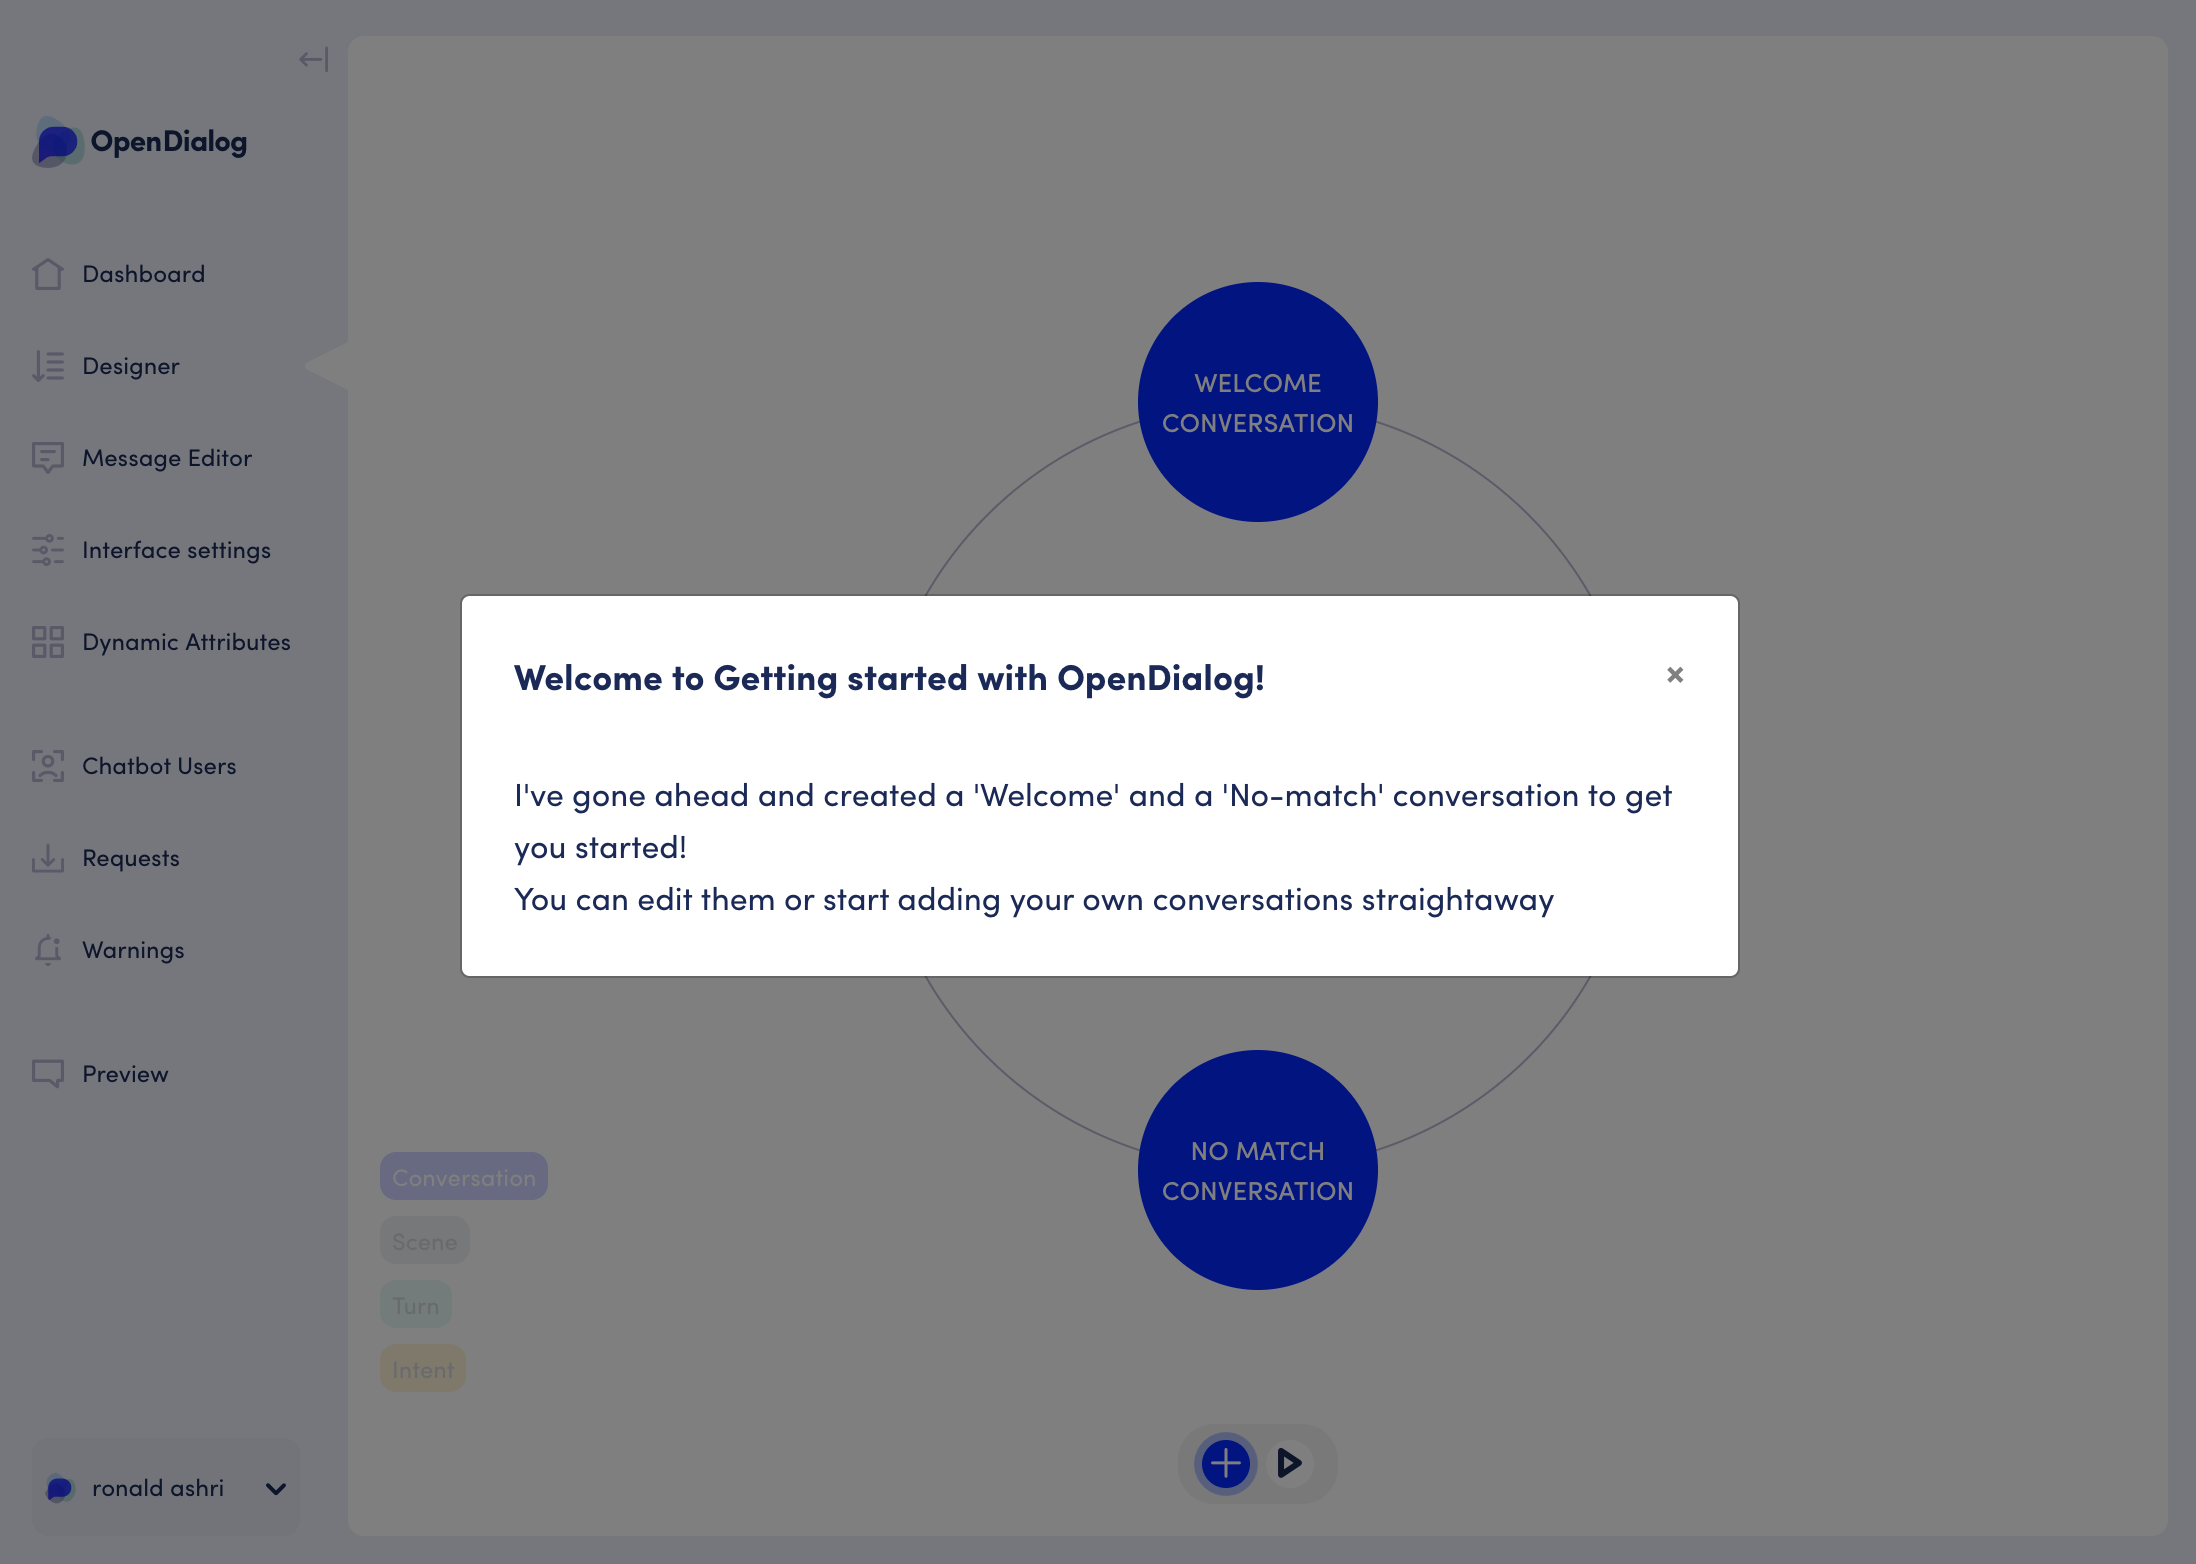 OpenDialog
Dashboard
Designer
Message Editor
Interface settings
Dynamic Attributes
Chatbot Users
Requests
Warnings
Preview
ronald ashri
WELCOME
CONVERSATION
Welcome to Getting started with OpenDialog!
×
I've gone ahead and created a 'Welcome' and a 'No-match' conversation to get
you started!
You can edit them or start adding your own conversations straightaway
NO MATCH
CONVERSATION
Conversation
Scene
Turn
Intent